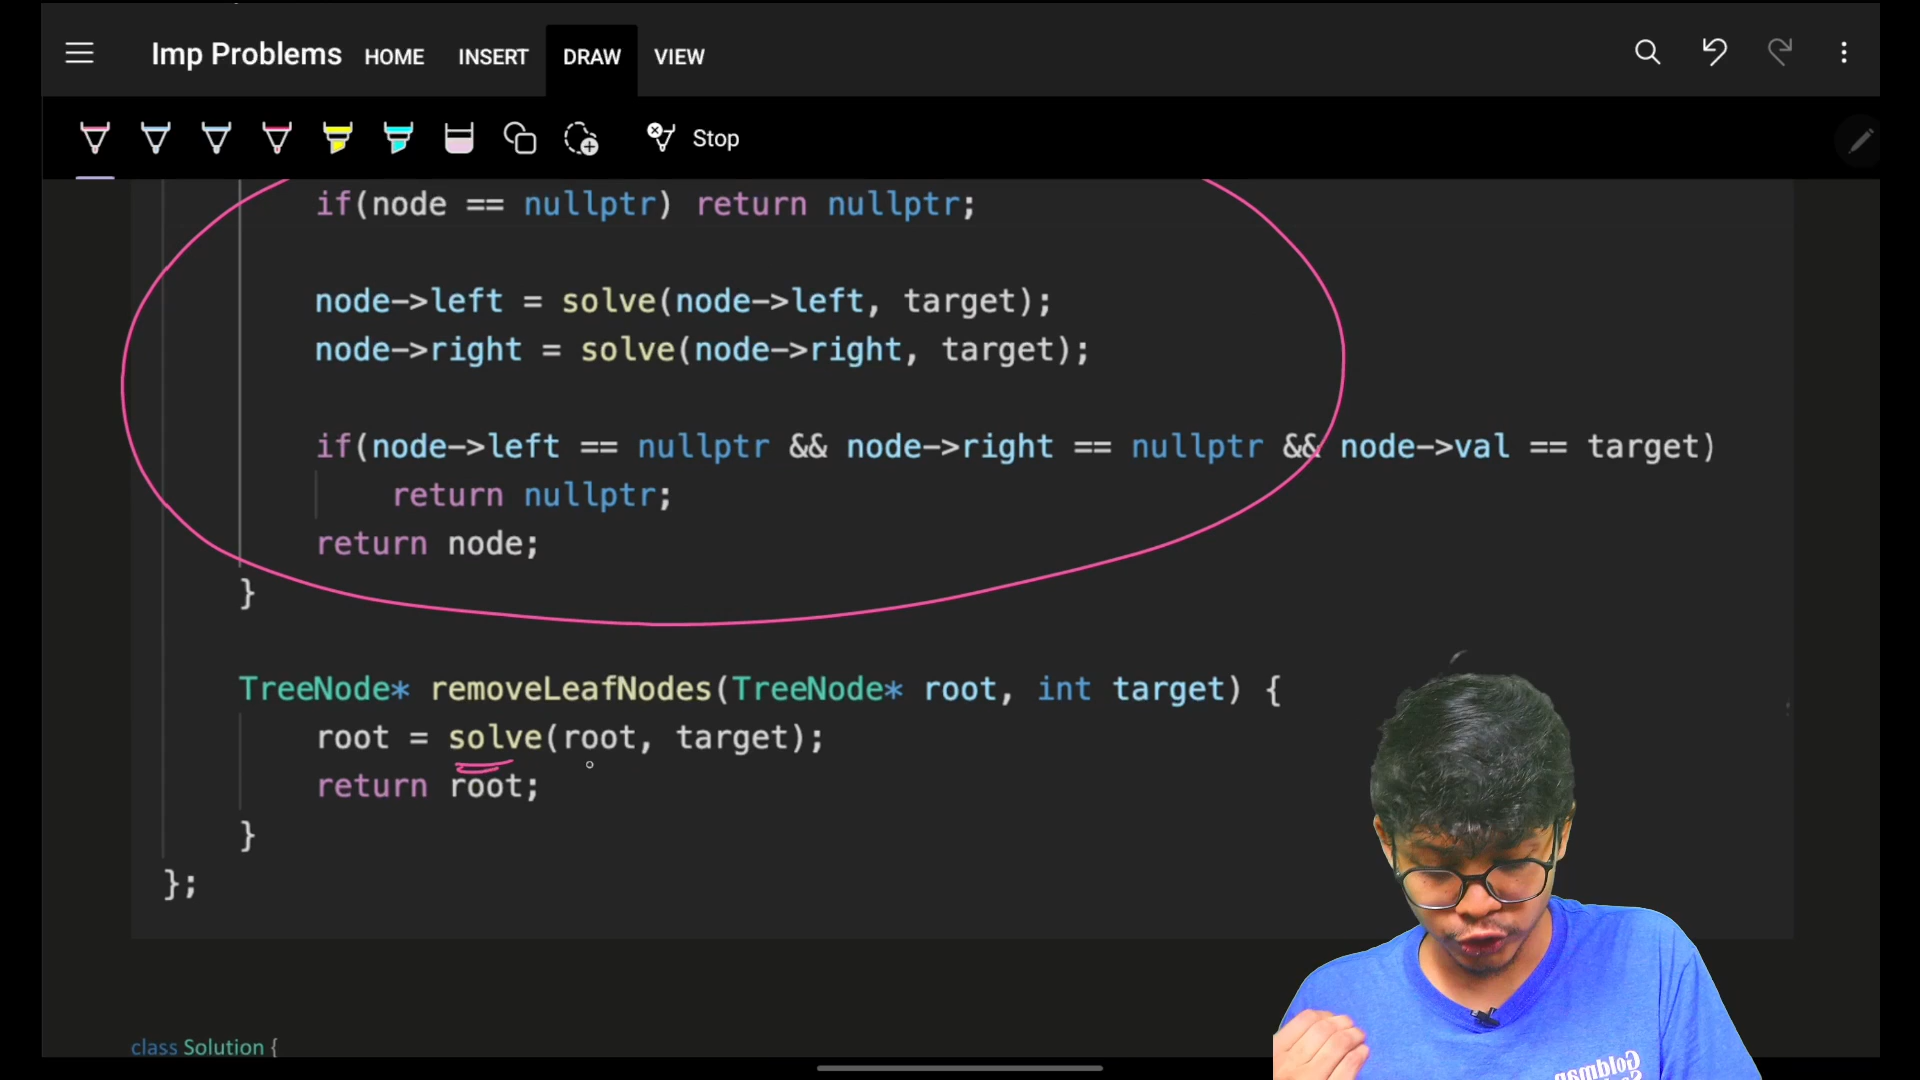 Imp Problems HOME INSERT DRAW VIEW
Stop
if(node == nullptr) return nullptr;
node->left = solve(node->left, target);
node->right = solve(node->right, target);
if(node->left == nullptr && node->right == nullptr && node->val == target)
return nullptr;
return node;
}
TreeNode* removeLeafNodes(TreeNode* root, int target) {
root = solve(root, target);
return root;
}
};
class Solution {
Goldman